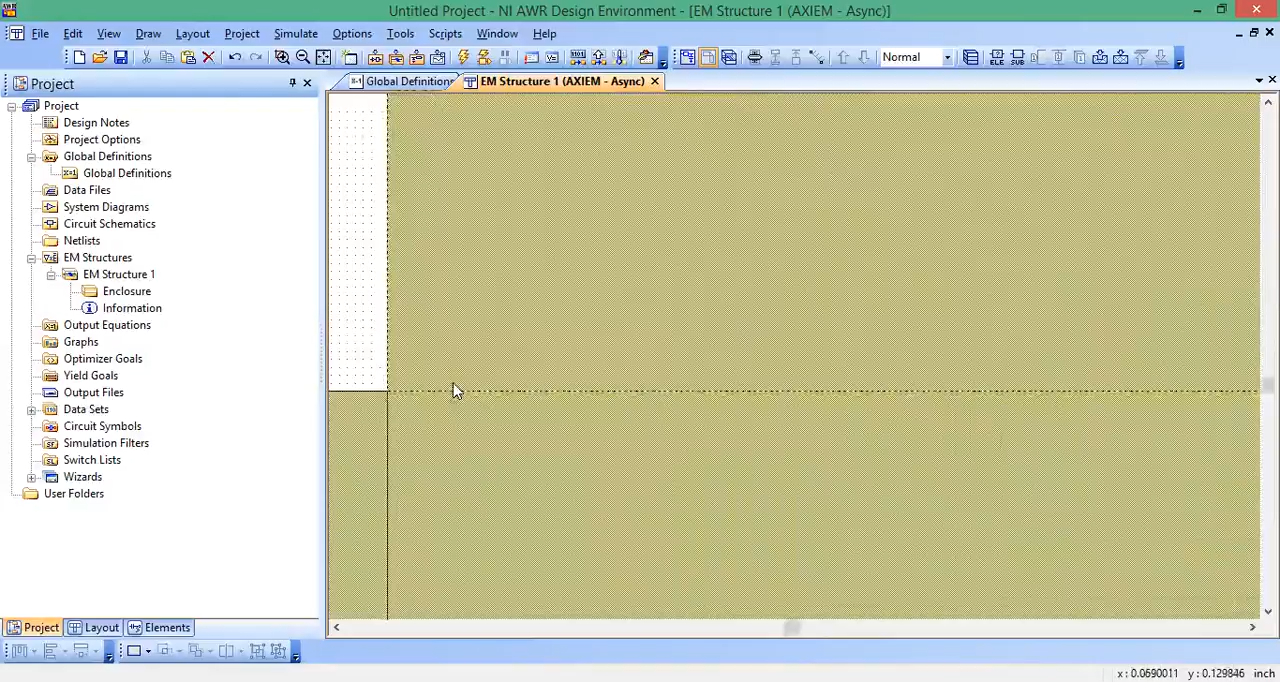 Untitled Project - NI AWR Design Environment - [EM Structure 1 (AXIEM - Async)]
File Edit View Draw Layout Project Simulate Options Tools Scripts Window Help
Normal
Project
Global Definitions
EM Structure 1 (AXIEM - Async)
Project
Design Notes
Project Options
Global Definitions
Global Definitions
Data Files
System Diagrams
Circuit Schematics
Netlists
EM Structures
EM Structure 1
Enclosure
Information
Output Equations
Graphs
Optimizer Goals
Yield Goals
Output Files
Data Sets
Circuit Symbols
Simulation Filters
Switch Lists
Wizards
User Folders
Project Layout Elements
x : 0.0690011 y : 0.129846 inch